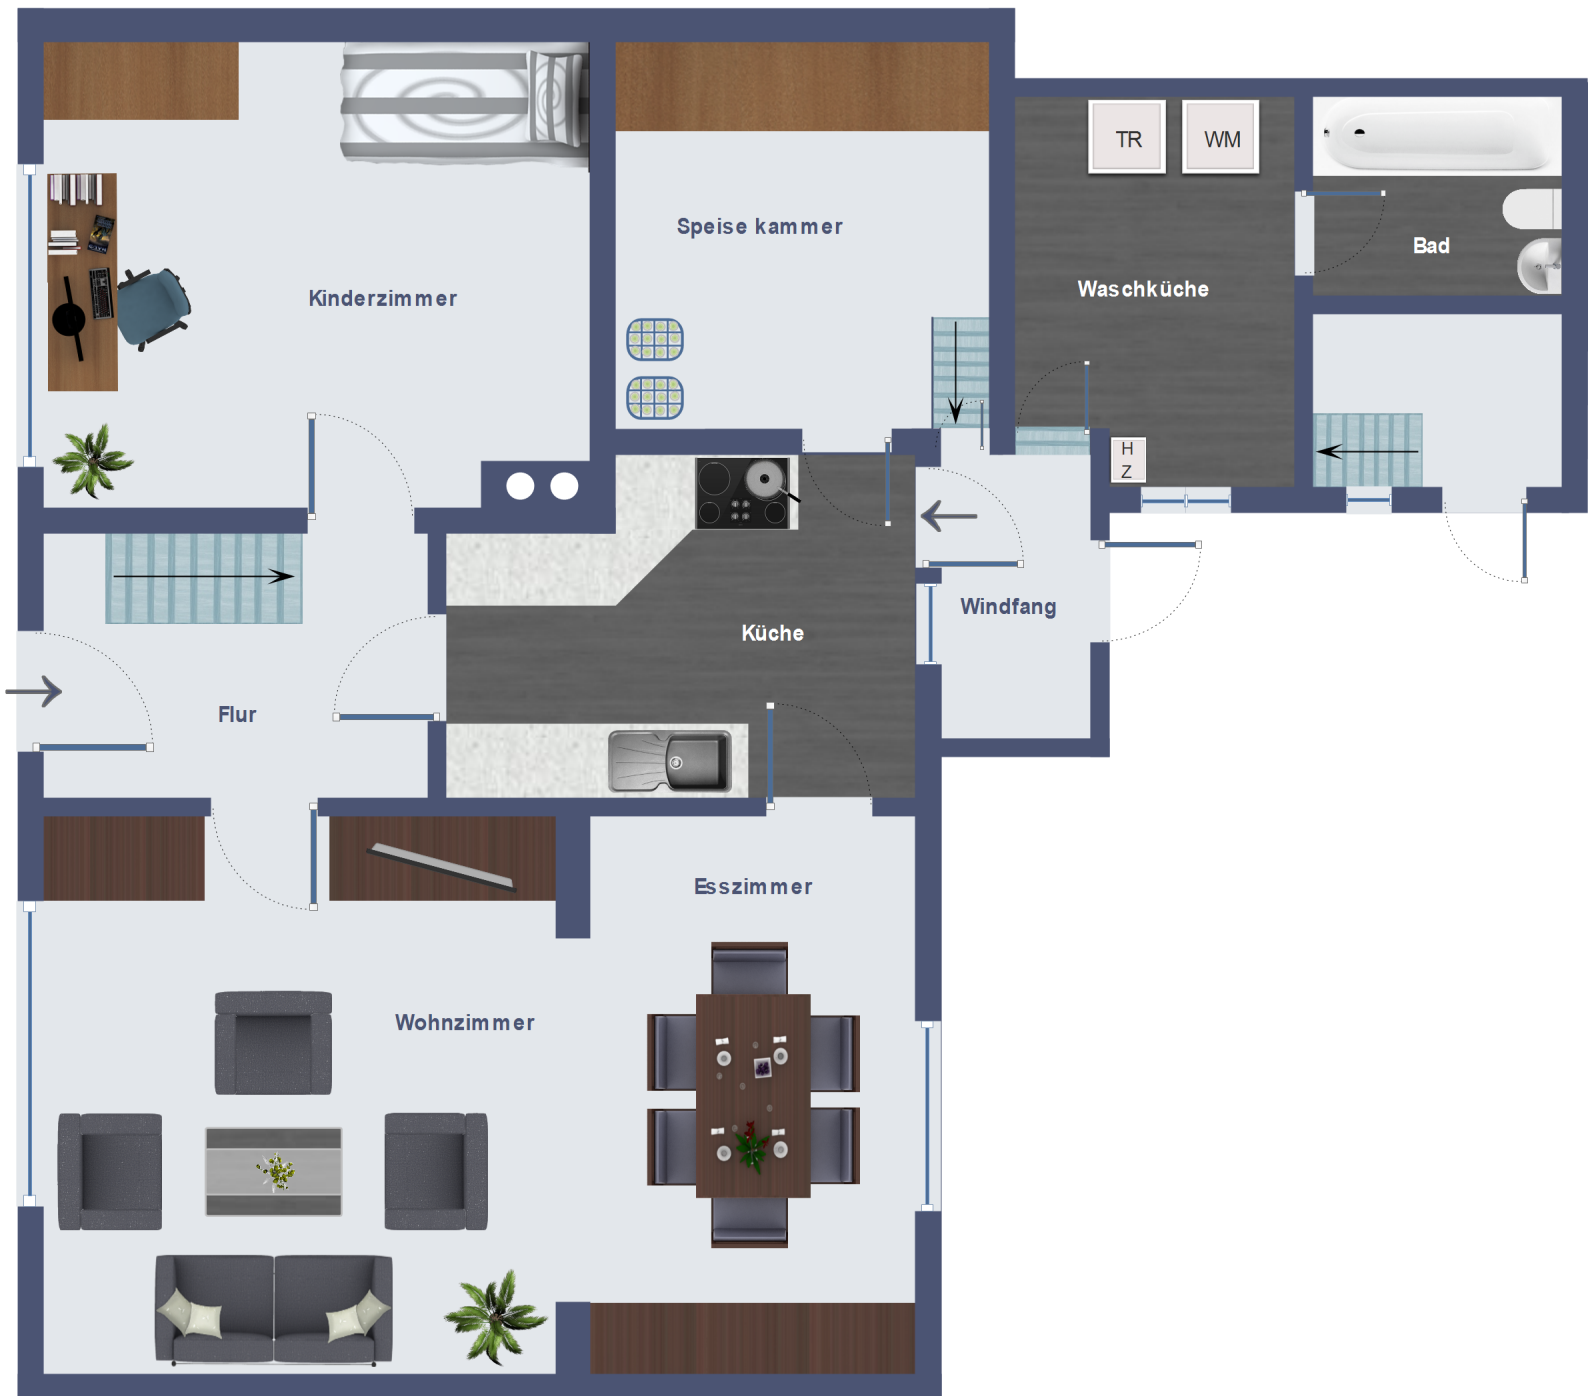 TR
WM
Speise kammer
Bad
Kinderzimmer
Waschküche
H
Z
Windfang
Küche
Flur
Esszimmer
Wohnzimmer